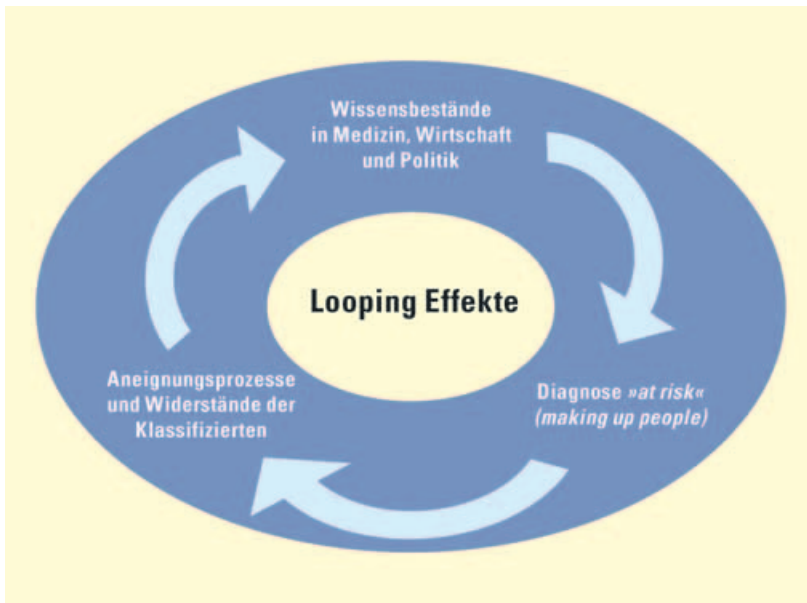 Wissensbestände
in Medizin, Wirtschaft
und Politik
Looping Effekte
Aneignungsprozesse
und Widerstände der
Klassifizierten
Diagnose »at risk«
(making up people)